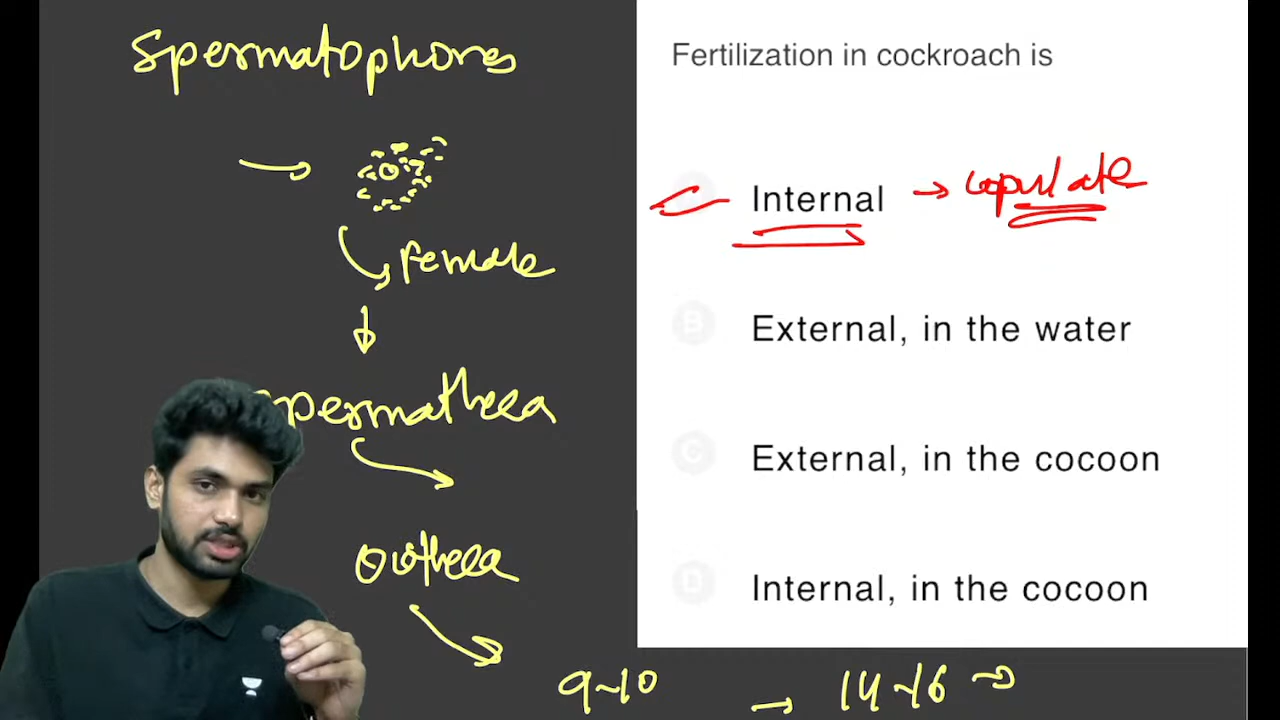 Spermatophores
Female
Spermatheca
Ootheca
9~10 → 14~16
Fertilization in cockroach is
Internal → copulate
B External, in the water
C External, in the cocoon
D Internal, in the cocoon